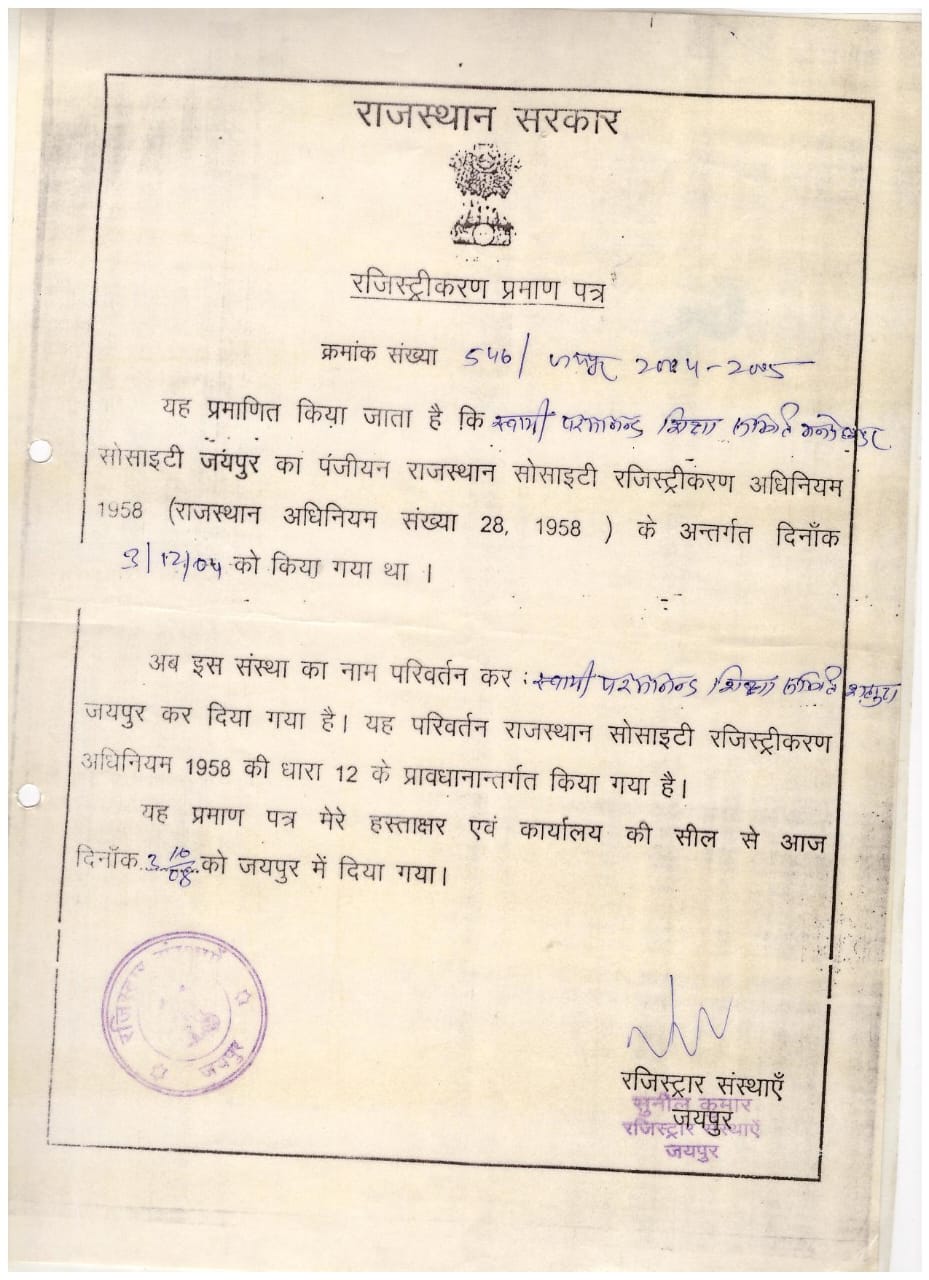 राजस्थान सरकार
रजिस्ट्रीकरण प्रमाण पत्र
क्रमांक संख्या 546/ जयपुर 2004-2005
यह प्रमाणित किया जाता है कि स्वामी परमानन्द शिक्षा समिति
सोसाइटी जयपुर का पंजीयन राजस्थान सोसाइटी रजिस्ट्रीकरण अधिनियम
1958 (राजस्थान अधिनियम संख्या 28, 1958 ) के अन्तर्गत दिनाँक
3/12/04 को किया गया था ।
अब इस संस्था का नाम परिवर्तन कर : स्वामी परमानन्द शिक्षा समिति
जयपुर कर दिया गया है। यह परिवर्तन राजस्थान सोसाइटी रजिस्ट्रीकरण
अधिनियम 1958 की धारा 12 के प्रावधानान्तर्गत किया गया है।
यह प्रमाण पत्र मेरे हस्ताक्षर एवं कार्यालय की सील से आज
दिनाँक 3 10/08 को जयपुर में दिया गया।
रजिस्ट्रार संस्थाएँ
जयपुर
रजिस्ट्रार संस्थाएँ
सुनील कुमार
जयपुर
रजिस्ट्रार संस्थाएँ
जयपुर